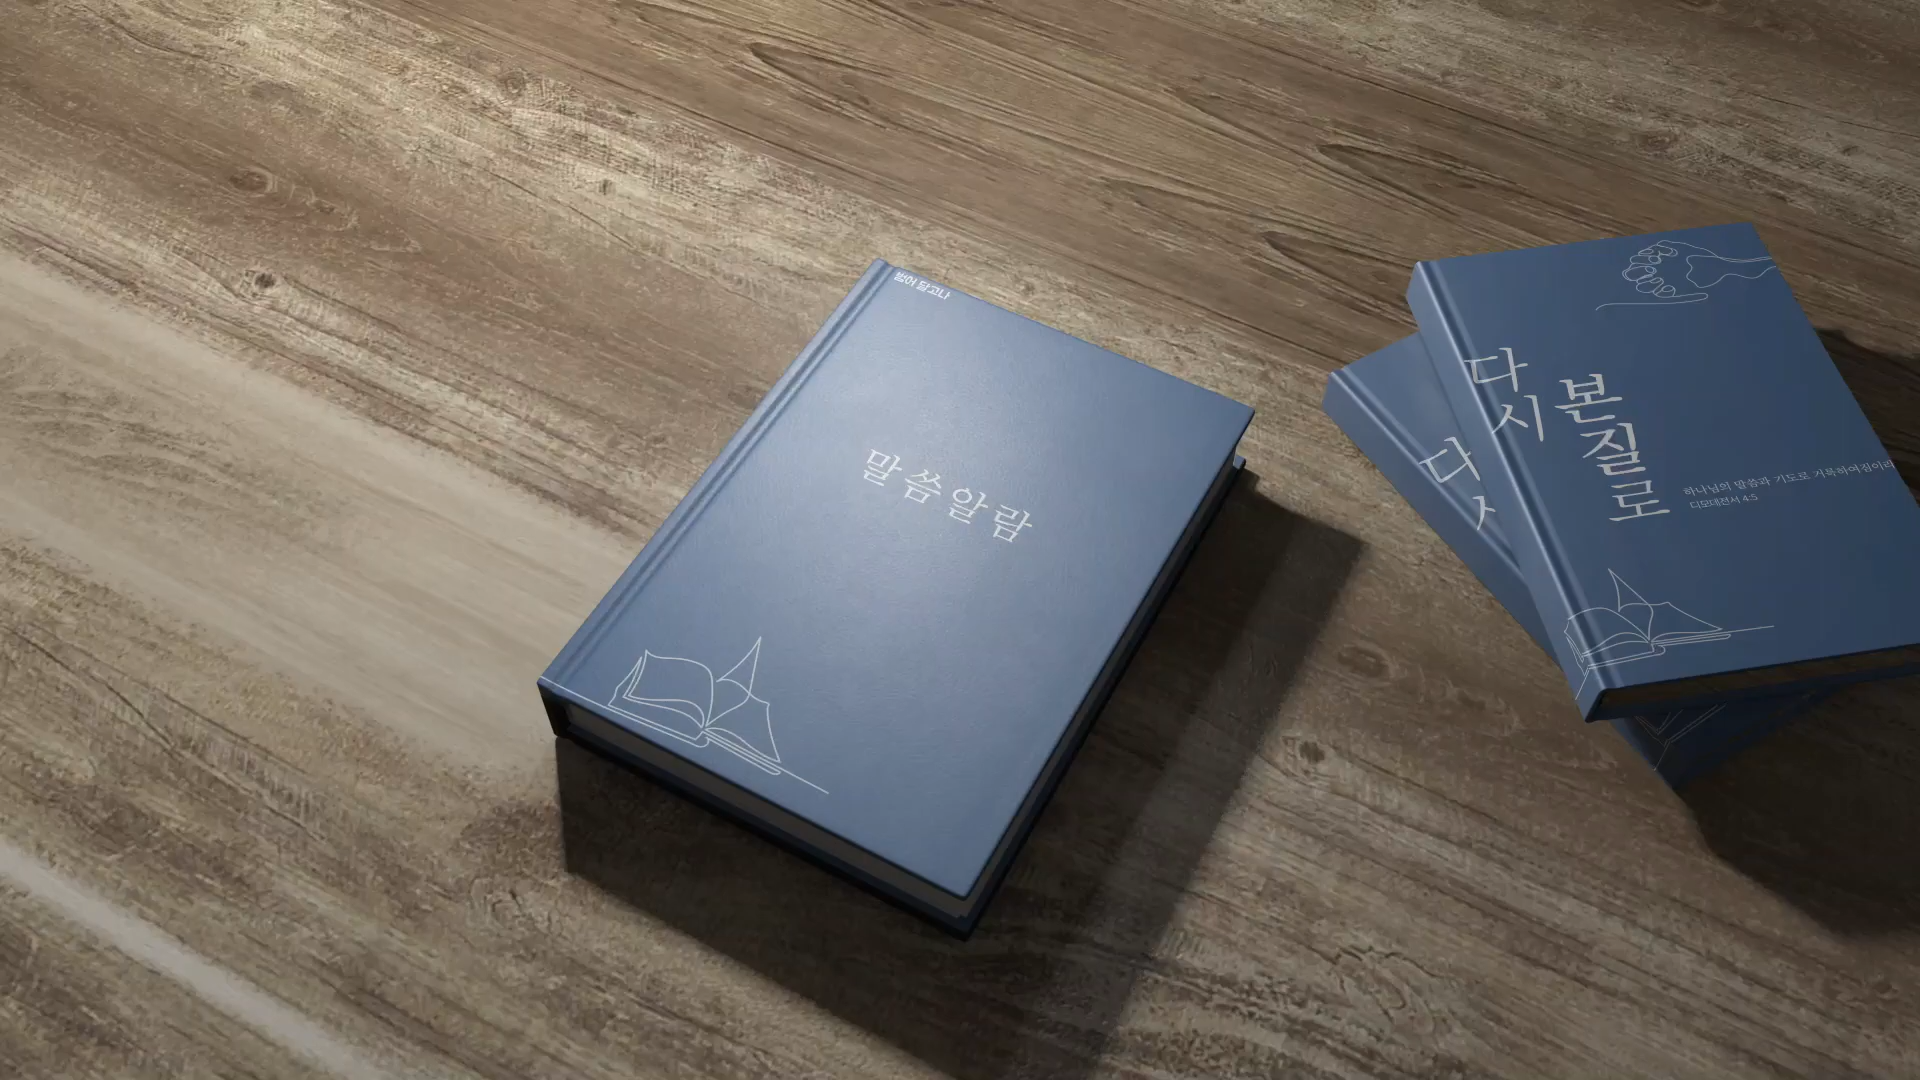 말씀알람
다시
본질로
하나님의 말씀과 기도로 거룩하여짐이라
디모데전서 4:5
다